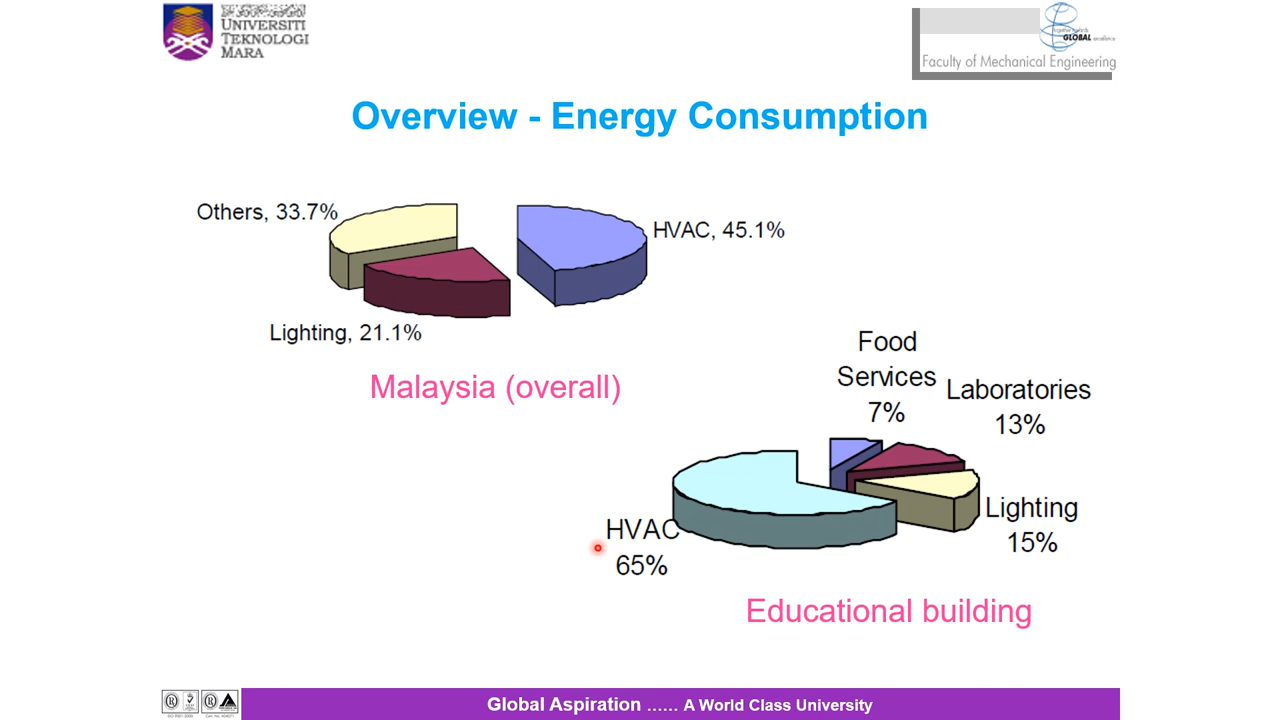 UNIVERSITI
TEKNOLOGI
MARA
GLOBAL
Faculty of Mechanical Engineering
Overview - Energy Consumption
Others, 33.7%
HVAC, 45.1%
Lighting, 21.1%
Malaysia (overall)
Food
Services
7%
Laboratories
13%
Lighting
15%
HVAC
65%
Educational building
Global Aspiration ...... A World Class University